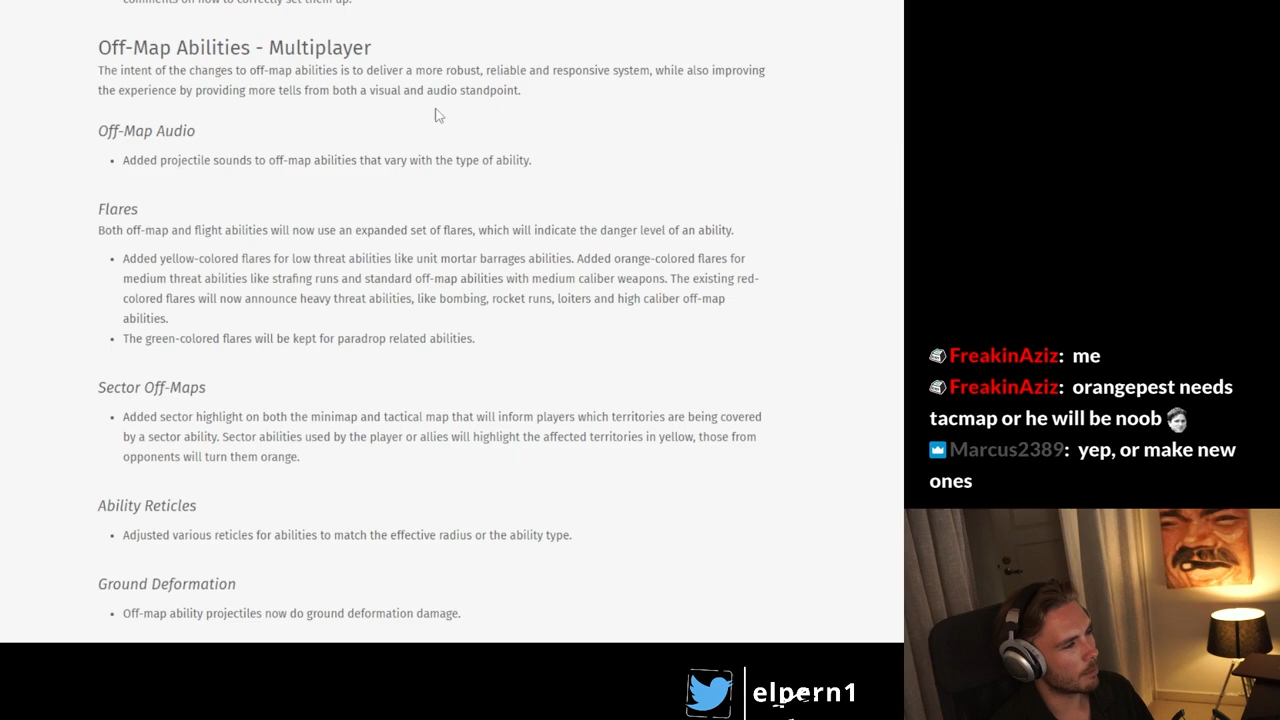 comments on how to correctly set them up.
Off-Map Abilities - Multiplayer
The intent of the changes to off-map abilities is to deliver a more robust, reliable and responsive system, while also improving
the experience by providing more tells from both a visual and audio standpoint.
Off-Map Audio
• Added projectile sounds to off-map abilities that vary with the type of ability.
Flares
Both off-map and flight abilities will now use an expanded set of flares, which will indicate the danger level of an ability.
• Added yellow-colored flares for low threat abilities like unit mortar barrages abilities. Added orange-colored flares for
medium threat abilities like strafing runs and standard off-map abilities with medium caliber weapons. The existing red-
colored flares will now announce heavy threat abilities, like bombing, rocket runs, loiters and high caliber off-map
abilities.
• The green-colored flares will be kept for paradrop related abilities.
Sector Off-Maps
• Added sector highlight on both the minimap and tactical map that will inform players which territories are being covered
by a sector ability. Sector abilities used by the player or allies will highlight the affected territories in yellow, those from
opponents will turn them orange.
Ability Reticles
• Adjusted various reticles for abilities to match the effective radius or the ability type.
Ground Deformation
• Off-map ability projectiles now do ground deformation damage.
FreakinAziz: me
FreakinAziz: orangepest needs
tacmap or he will be noob
Marcus2389: yep, or make new
ones
elpern1